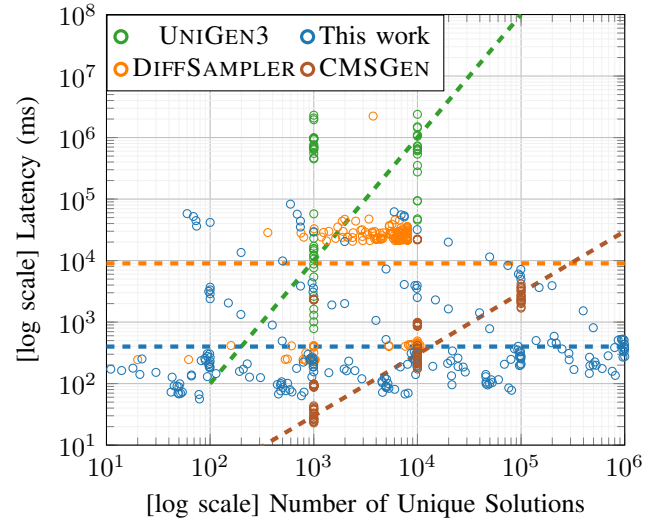 UNIGEN3 This work
DIFFSAMPLER CMSGEN
[log scale] Latency (ms)
10^8
10^7
10^6
10^5
10^4
10^3
10^2
10^1
10^1 10^2 10^3 10^4 10^5 10^6
[log scale] Number of Unique Solutions